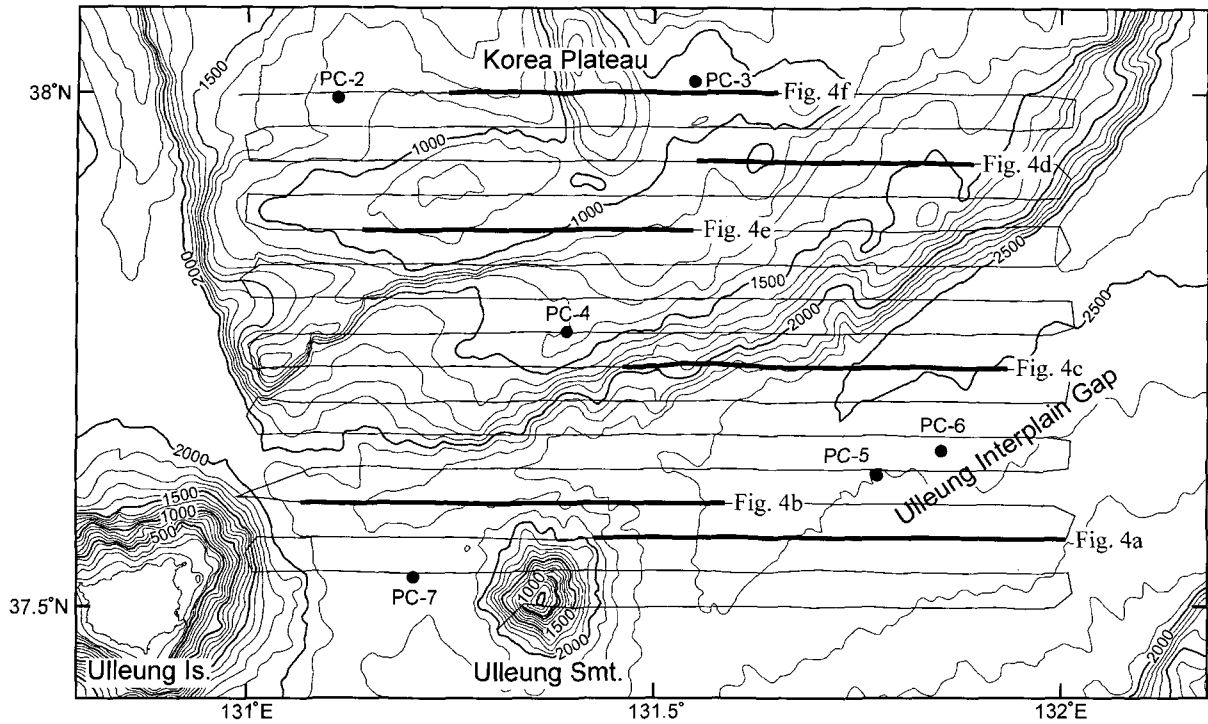 1500
Korea Plateau
PC-2
PC-3
38°N
Fig. 4f
1000
Fig. 4d
1000
Fig. 4e
2000
2500
1500
2500
PC-4
2000
Fig. 4c
2000
PC-6
PC-5
Ulleung Interplain Gap
1500
1000
500
Fig. 4b
Fig. 4a
1000
PC-7
37.5°N
1500
2000
2000
Ulleung Is.
Ulleung Smt.
131°E
131.5°
132°E